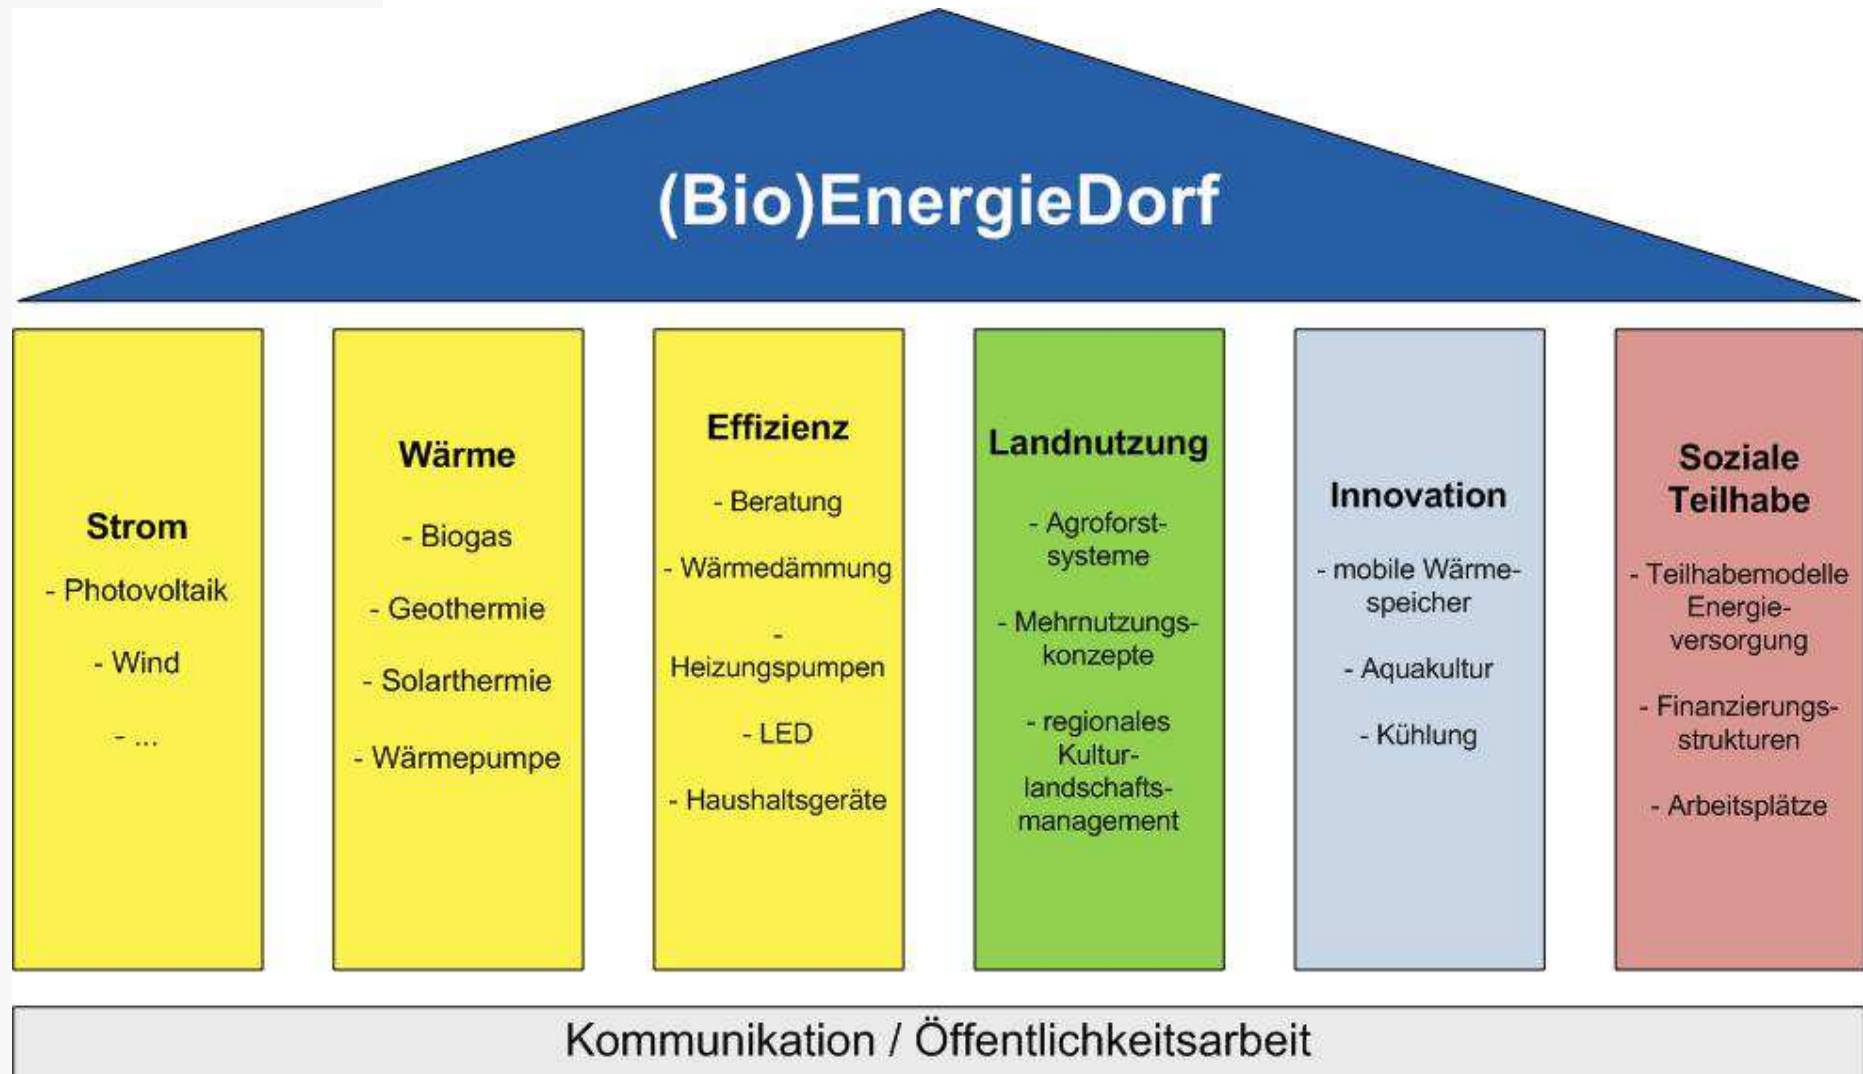 (Bio)EnergieDorf
Strom
- Photovoltaik
- Wind
- ...
Wärme
- Biogas
- Geothermie
- Solarthermie
- Wärmepumpe
Effizienz
- Beratung
- Wärmedämmung
-
Heizungspumpen
- LED
- Haushaltsgeräte
Landnutzung
- Agroforst-
systeme
- Mehrnutzungs-
konzepte
- regionales
Kultur-
landschafts-
management
Innovation
- mobile Wärme-
speicher
- Aquakultur
- Kühlung
Soziale
Teilhabe
- Teilhabemodelle
Energie-
versorgung
- Finanzierungs-
strukturen
- Arbeitsplätze
Kommunikation / Öffentlichkeitsarbeit